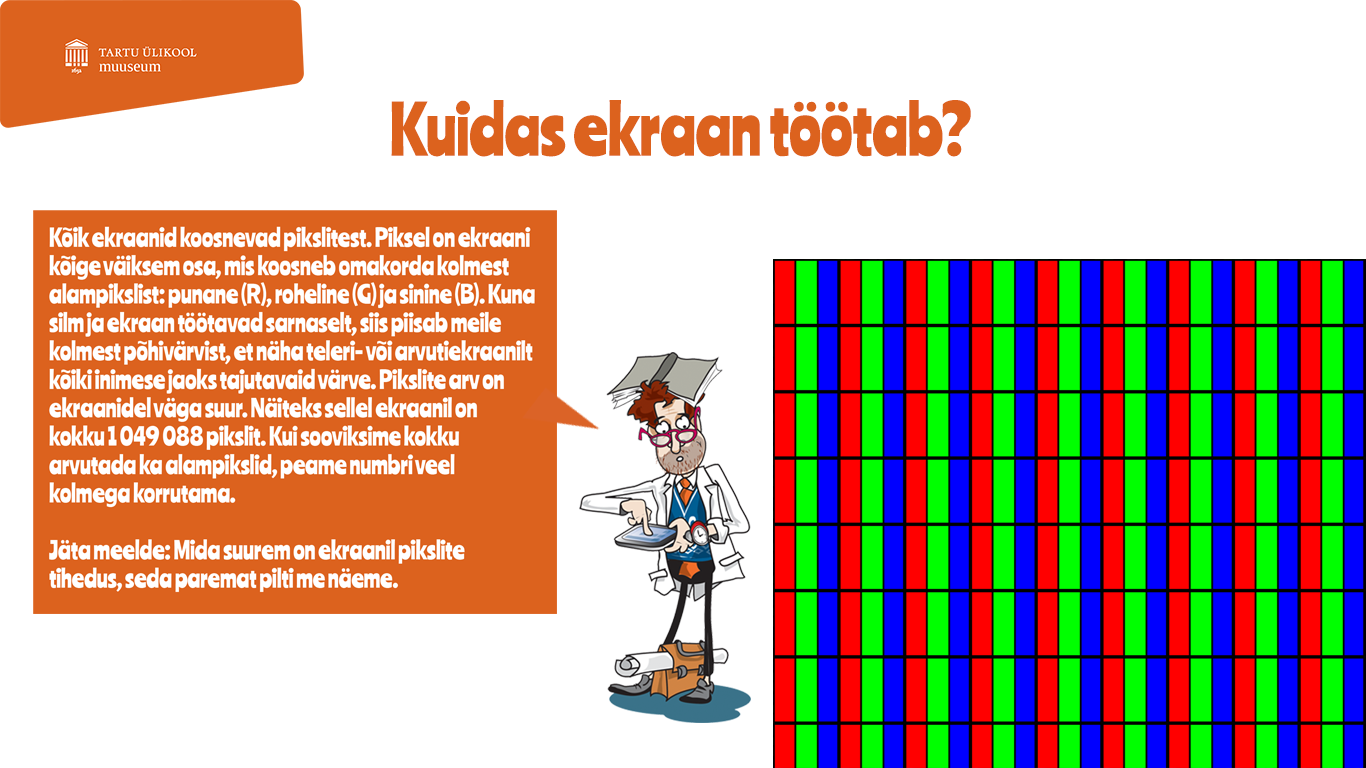 TARTU ÜLIKOOL
muuseum
1632
Kuidas ekraan töötab?
Kõik ekraanid koosnevad pikslitest. Piksel on ekraani
kõige väiksem osa, mis koosneb omakorda kolmest
alampikslist: punane (R), roheline (G) ja sinine (B). Kuna
silm ja ekraan töötavad sarnaselt, siis piisab meile
kolmest põhivärvist, et näha teleri- või arvutiekraanilt
kõiki inimese jaoks tajutavaid värve. Pikslite arv on
ekraanidel väga suur. Näiteks sellel ekraanil on
kokku 1 049 088 pikslit. Kui sooviksime kokku
arvutada ka alampikslid, peame numbri veel
kolmega korrutama.
Jäta meelde: Mida suurem on ekraanil pikslite
tihedus, seda paremat pilti me näeme.